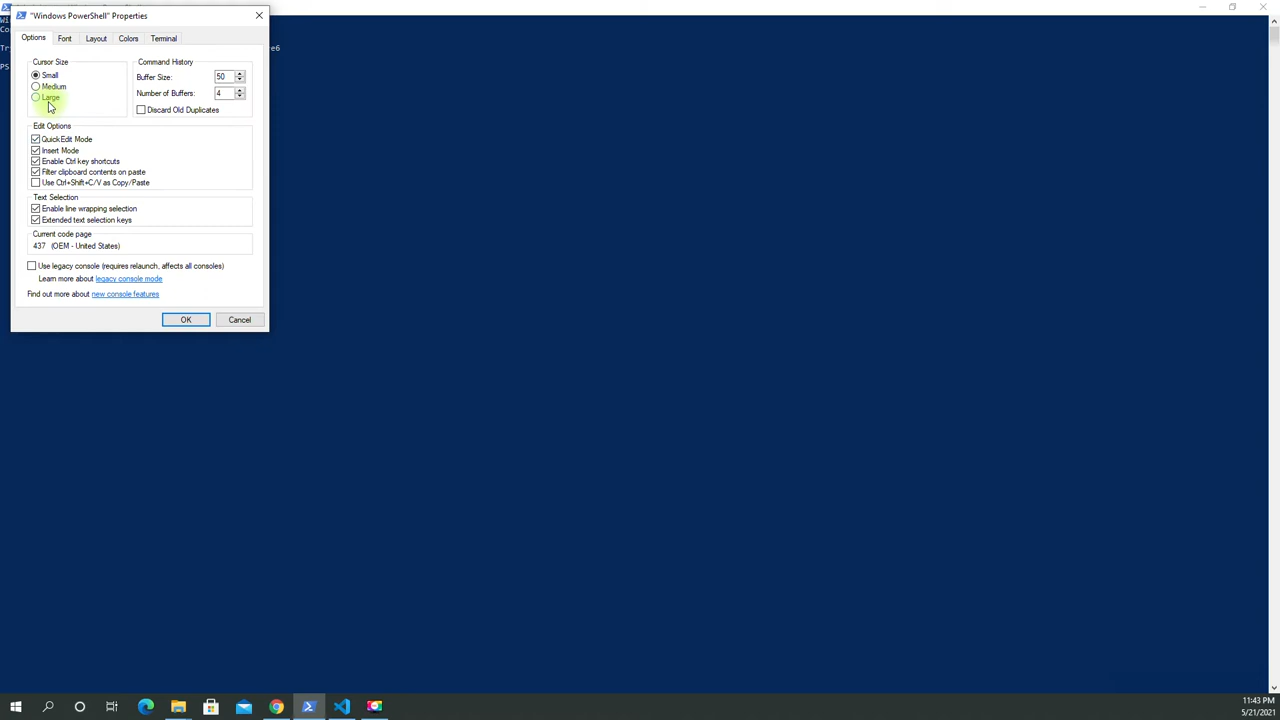 "Windows PowerShell" Properties
Options Font Layout Colors Terminal
Cursor Size
Small
Medium
Large
Command History
Buffer Size: 50
Number of Buffers: 4
Discard Old Duplicates
Edit Options
QuickEdit Mode
Insert Mode
Enable Ctrl key shortcuts
Filter clipboard contents on paste
Use Ctrl+Shift+C/V as Copy/Paste
Text Selection
Enable line wrapping selection
Extended text selection keys
Current code page
437 (OEM - United States)
Use legacy console (requires relaunch, affects all consoles)
Learn more about legacy console mode
Find out more about new console features
OK Cancel
PS
11:43 PM
5/21/2021